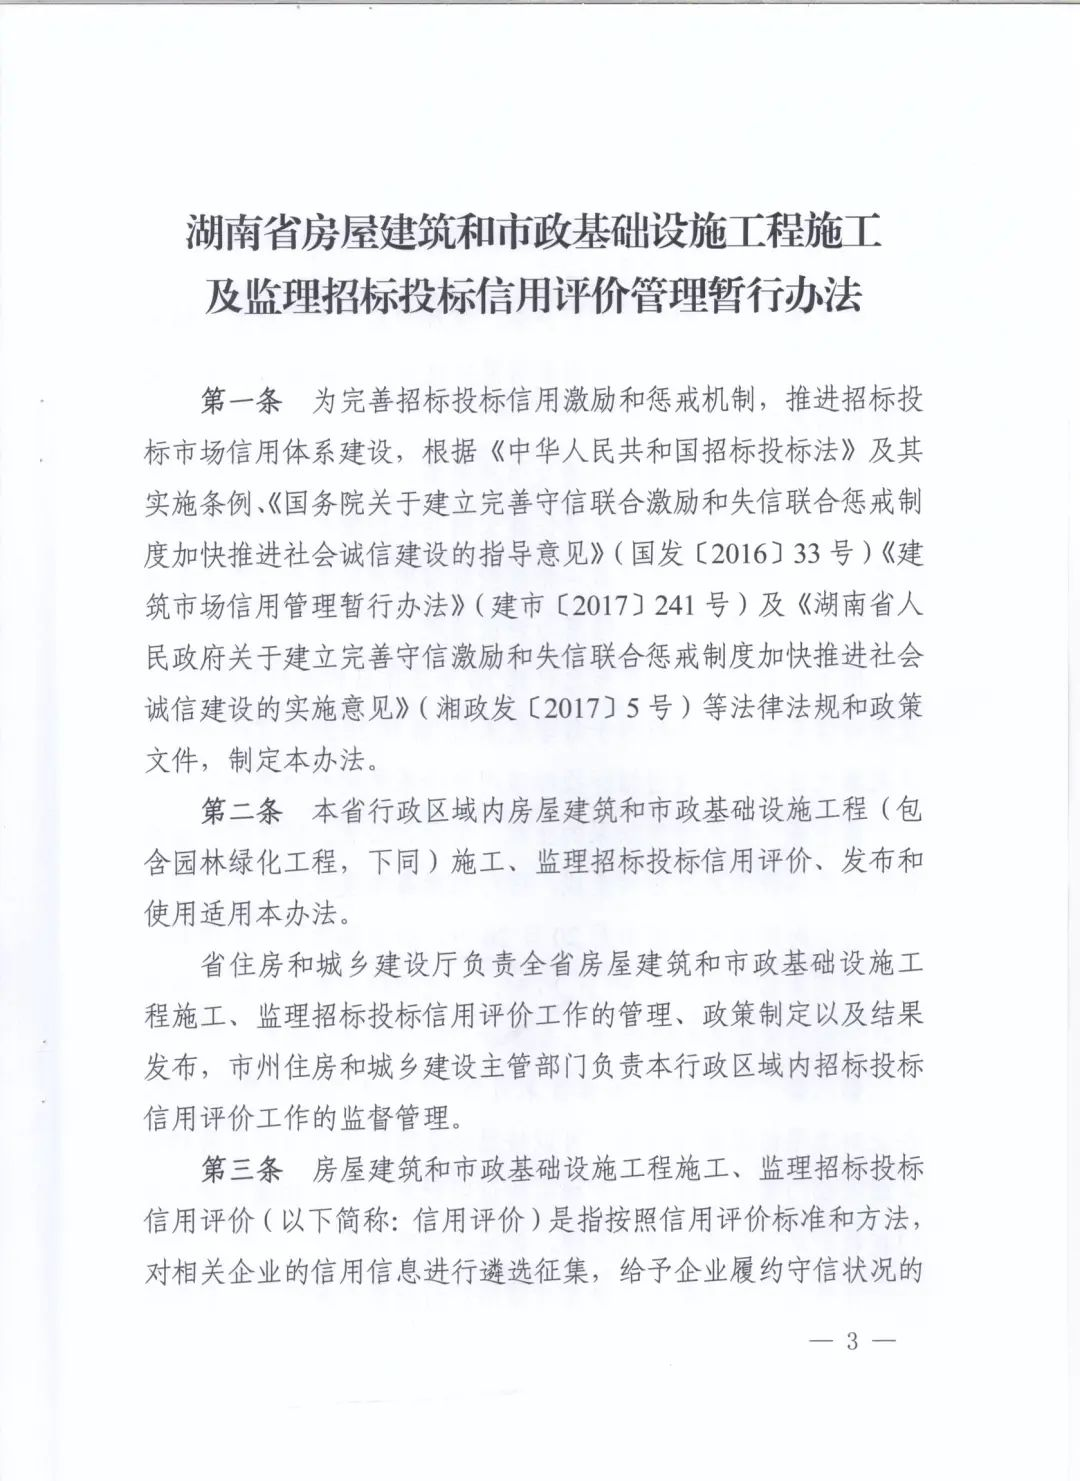 湖南省房屋建筑和市政基础设施工程施工
及监理招标投标信用评价管理暂行办法
第一条 为完善招标投标信用激励和惩戒机制，推进招标投
标市场信用体系建设，根据《中华人民共和国招标投标法》及其
实施条例、《国务院关于建立完善守信联合激励和失信联合惩戒制
度加快推进社会诚信建设的指导意见》（国发〔2016〕33 号）《建
筑市场信用管理暂行办法》（建市〔2017〕241 号）及《湖南省人
民政府关于建立完善守信激励和失信联合惩戒制度加快推进社会
诚信建设的实施意见》（湘政发〔2017〕5 号）等法律法规和政策
文件，制定本办法。
第二条 本省行政区域内房屋建筑和市政基础设施工程（包
含园林绿化工程，下同）施工、监理招标投标信用评价、发布和
使用适用本办法。
省住房和城乡建设厅负责全省房屋建筑和市政基础设施工
程施工、监理招标投标信用评价工作的管理、政策制定以及结果
发布，市州住房和城乡建设主管部门负责本行政区域内招标投标
信用评价工作的监督管理。
第三条 房屋建筑和市政基础设施工程施工、监理招标投标
信用评价（以下简称：信用评价）是指按照信用评价标准和方法，
对相关企业的信用信息进行遴选征集，给予企业履约守信状况的
— 3 —